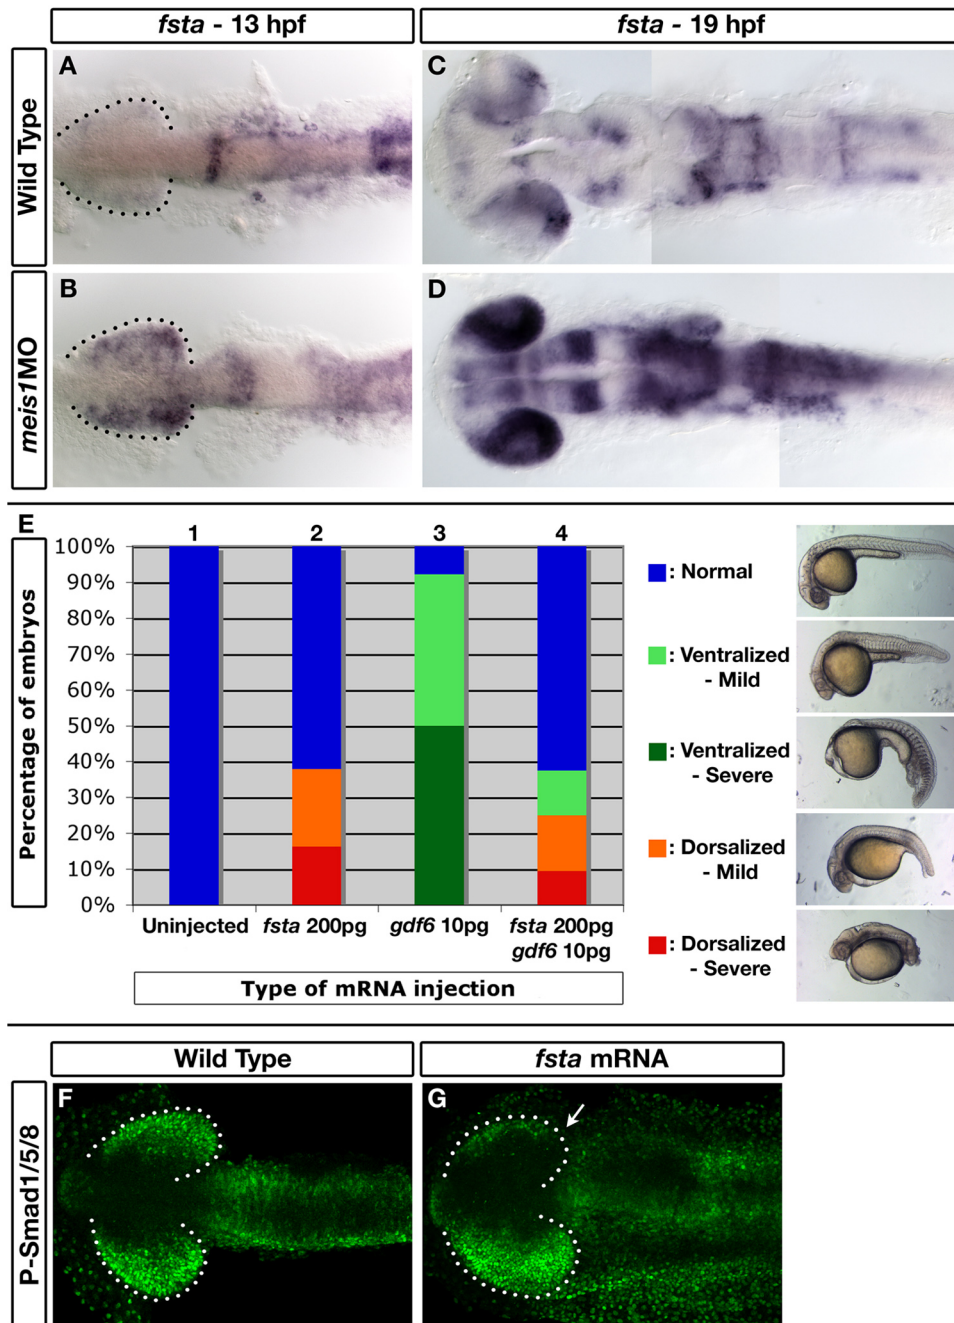 fsta - 13 hpf
fsta - 19 hpf
Wild Type
A
C
meis1MO
B
D
E
1 2 3 4
Percentage of embryos
100%
90%
80%
70%
60%
50%
40%
30%
20%
10%
0%
Uninjected
fsta 200pg
gdf6 10pg
fsta 200pg
gdf6 10pg
Type of mRNA injection
: Normal
: Ventralized
- Mild
: Ventralized
- Severe
: Dorsalized
- Mild
: Dorsalized
- Severe
Wild Type
fsta mRNA
P-Smad1/5/8
F
G